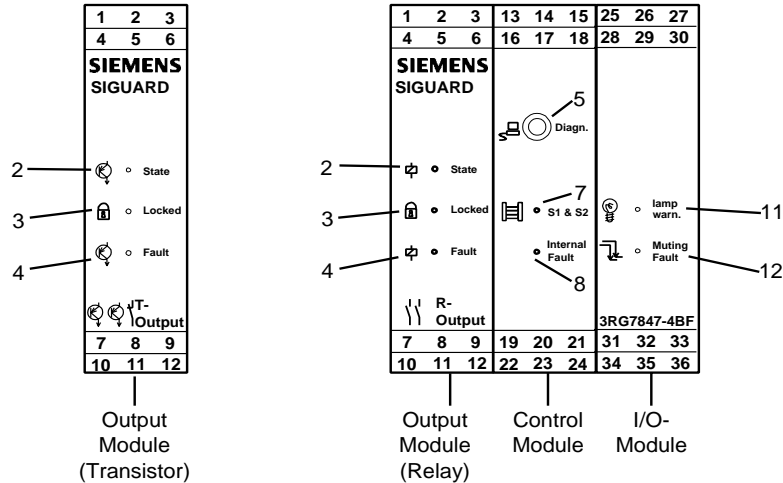 1 2 3
4 5 6
SIEMENS
SIGUARD
2
State
3
Locked
4
Fault
T-
Output
7 8 9
10 11 12
Output
Module
(Transistor)
1 2 3 13 14 15 25 26 27
4 5 6 16 17 18 28 29 30
SIEMENS
SIGUARD
5
Diagn.
2
State
7
3
Locked
S1 & S2
lamp
warn.
11
4
Fault
Internal
Fault
8
Muting
Fault
12
R-
Output
3RG7847-4BF
7 8 9 19 20 21 31 32 33
10 11 12 22 23 24 34 35 36
Output
Module
(Relay)
Control
Module
I/O-
Module